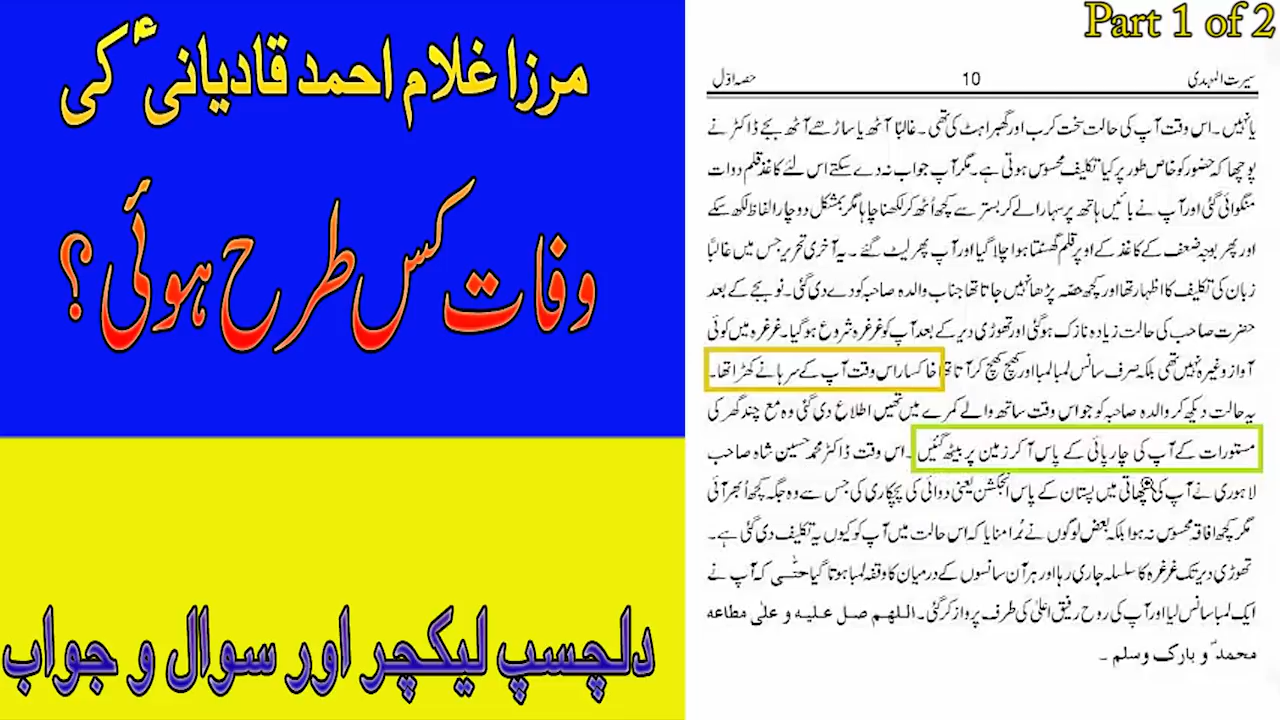 Part 1 of 2
مرزا غلام احمد قادیانی ؑ کی
وفات کس طرح ہوئی؟
دلچسپ لیکچر اور سوال و جواب
سیرت المہدی 10 حصہ اوّل
یا نہیں۔ اس وقت آپ کی حالت سخت کرب اور گھبراہٹ کی تھی۔ غالبًا آٹھ یا ساڑھے آٹھ بجے ڈاکٹر نے
پوچھا کہ حضور کو خاص طور پر کیا تکلیف محسوس ہوتی ہے۔ مگر آپ جواب نہ دے سکتے اس لئے کاغذ قلم دوات
منگوائی گئی اور آپ نے بائیں ہاتھ پر سہارا لے کر بستر سے کچھ اُٹھ کر لکھنا چاہا مگر بمشکل دو چار الفاظ لکھ سکے
اور پھر بوجہ ضعف کے کاغذ کے اوپر قلم گھسٹتا ہوا چلا گیا اور آپ پھر لیٹ گئے۔ یہ آخری تحریر جس میں غالبًا
زبان کی تکلیف کا اظہار تھا اور کچھ حصّہ پڑھا نہیں جاتا تھا جناب والدہ صاحبہ کو دے دی گئی۔ نو بجے کے بعد
حضرت صاحب کی حالت زیادہ نازک ہوگئی اور تھوڑی دیر کے بعد آپ کو غرغرہ شروع ہوگیا۔ غرغرہ میں کوئی
آواز وغیرہ نہیں تھی بلکہ صرف سانس لمبا لمبا اور کھچ کھچ کر آتا تھا خاکسار اس وقت آپ کے سرہانے کھڑا تھا۔
یہ حالت دیکھ کر والدہ صاحبہ کو جو اس وقت ساتھ والے کمرے میں تھیں اطلاع دی گئی وہ مع چند گھر کی
مستورات کے آپ کی چارپائی کے پاس آ کر زمین پر بیٹھ گئیں۔ اس وقت ڈاکٹر محمد حسین شاہ صاحب
لاہوری نے آپ کی چھاتی میں پستان کے پاس انجکشن یعنی دوائی کی پچکاری کی جس سے وہ جگہ کچھ اُبھر آئی
مگر کچھ افاقہ محسوس نہ ہوا بلکہ بعض لوگوں نے بُرا منایا کہ اس حالت میں آپ کو کیوں یہ تکلیف دی گئی ہے۔
تھوڑی دیر تک غرغرہ کا سلسلہ جاری رہا اور ہر آن سانسوں کے درمیان کا وقفہ لمبا ہوتا گیا حتّٰی کہ آپ نے
ایک لمبا سانس لیا اور آپ کی روح رفیق اعلیٰ کی طرف پرواز کرگئی۔ اللہم صل علیہ و علی مطاعہ
محمدؐ و بارک وسلم ۔